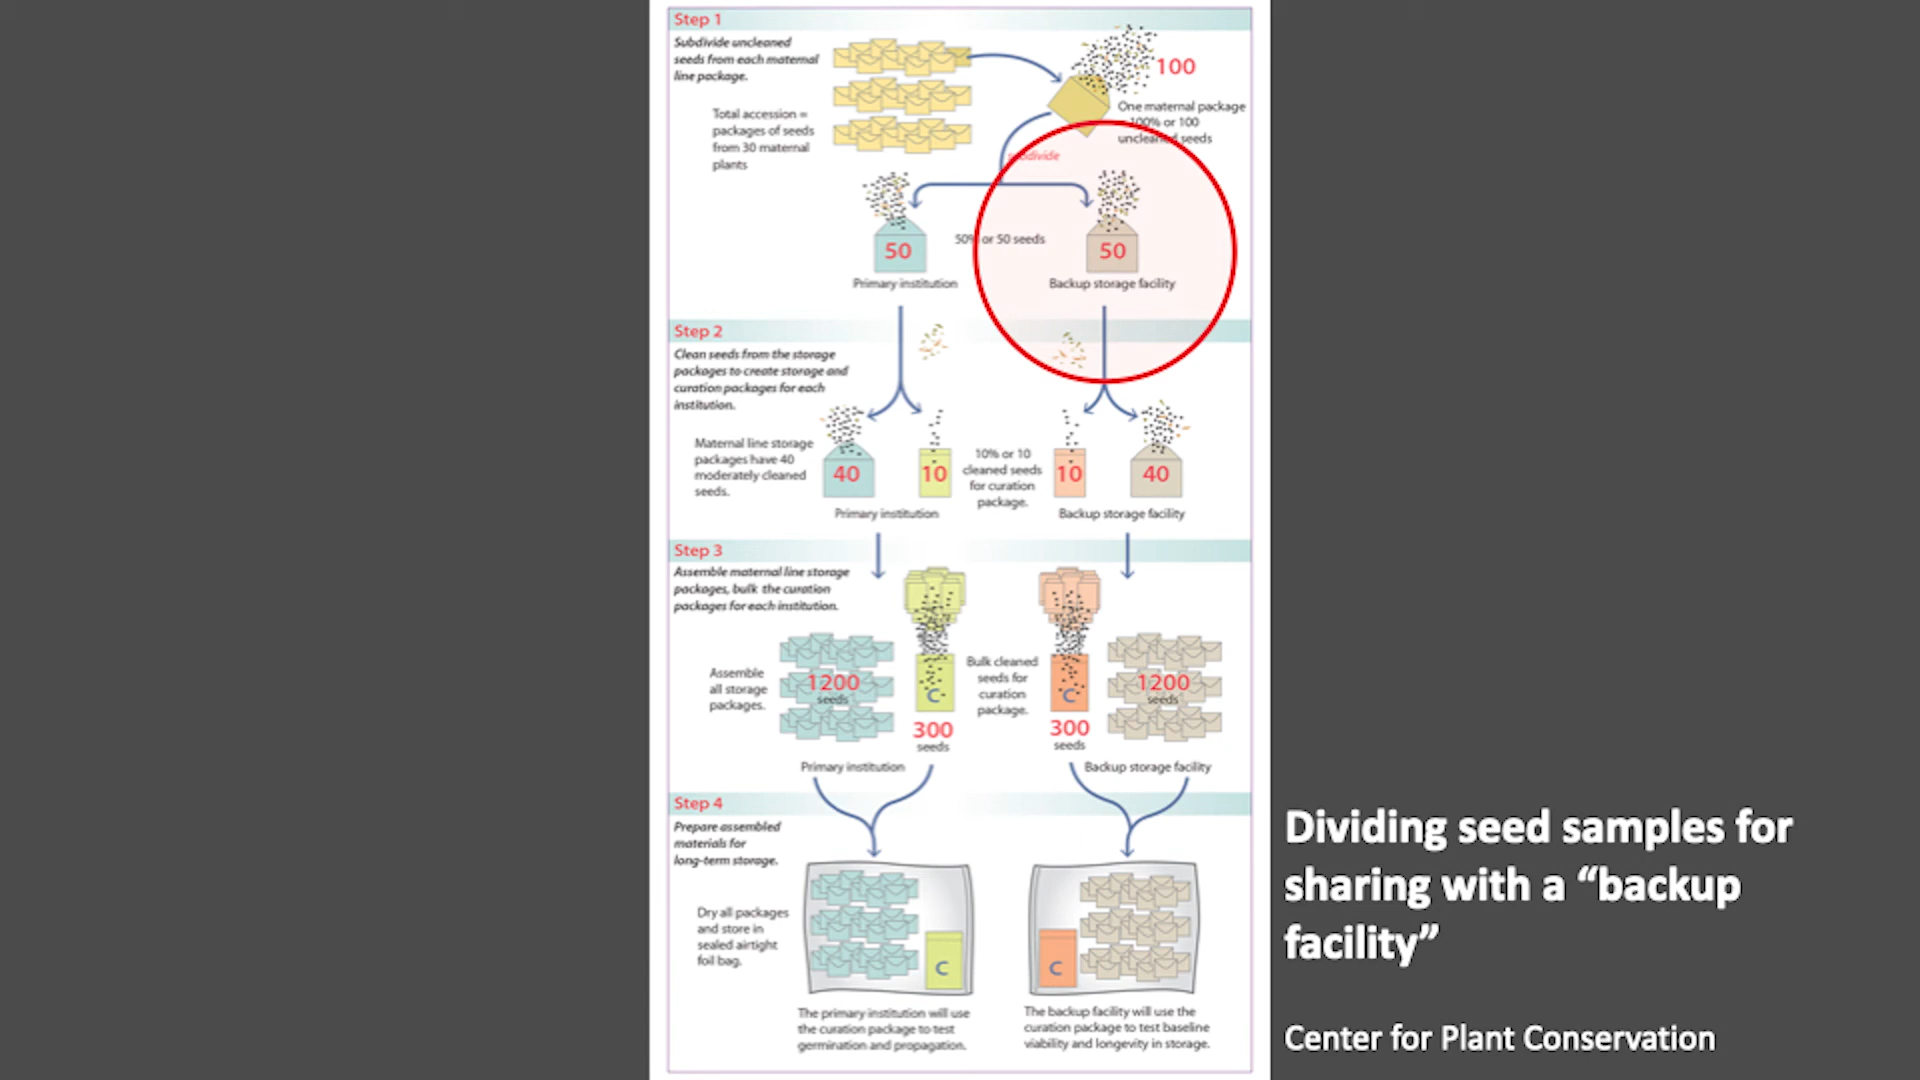 Step 1
Subdivide uncleaned
seeds from each maternal
line package.
Total accession =
packages of seeds
from 30 maternal
plants
100
One maternal package
100% or 100
uncleaned seeds
subdivide
50
50% or 50 seeds
50
Primary institution
Backup storage facility
Step 2
Clean seeds from the storage
packages to create storage and
curation packages for each
institution.
Maternal line storage
packages have 40
moderately cleaned
seeds.
40
10
10% or 10
cleaned seeds
for curation
package.
10
40
Primary institution
Backup storage facility
Step 3
Assemble maternal line storage
packages, bulk the curation
packages for each institution.
Assemble
all storage
packages.
1200
seeds
C
300
seeds
Bulk cleaned
seeds for
curation
package.
C
300
seeds
1200
seeds
Primary institution
Backup storage facility
Step 4
Prepare assembled
materials for
long-term storage.
Dry all packages
and store in
sealed airtight
foil bag.
C
C
The primary institution will use
the curation package to test
germination and propagation.
The backup facility will use the
curation package to test baseline
viability and longevity in storage.
Dividing seed samples for
sharing with a “backup
facility”
Center for Plant Conservation